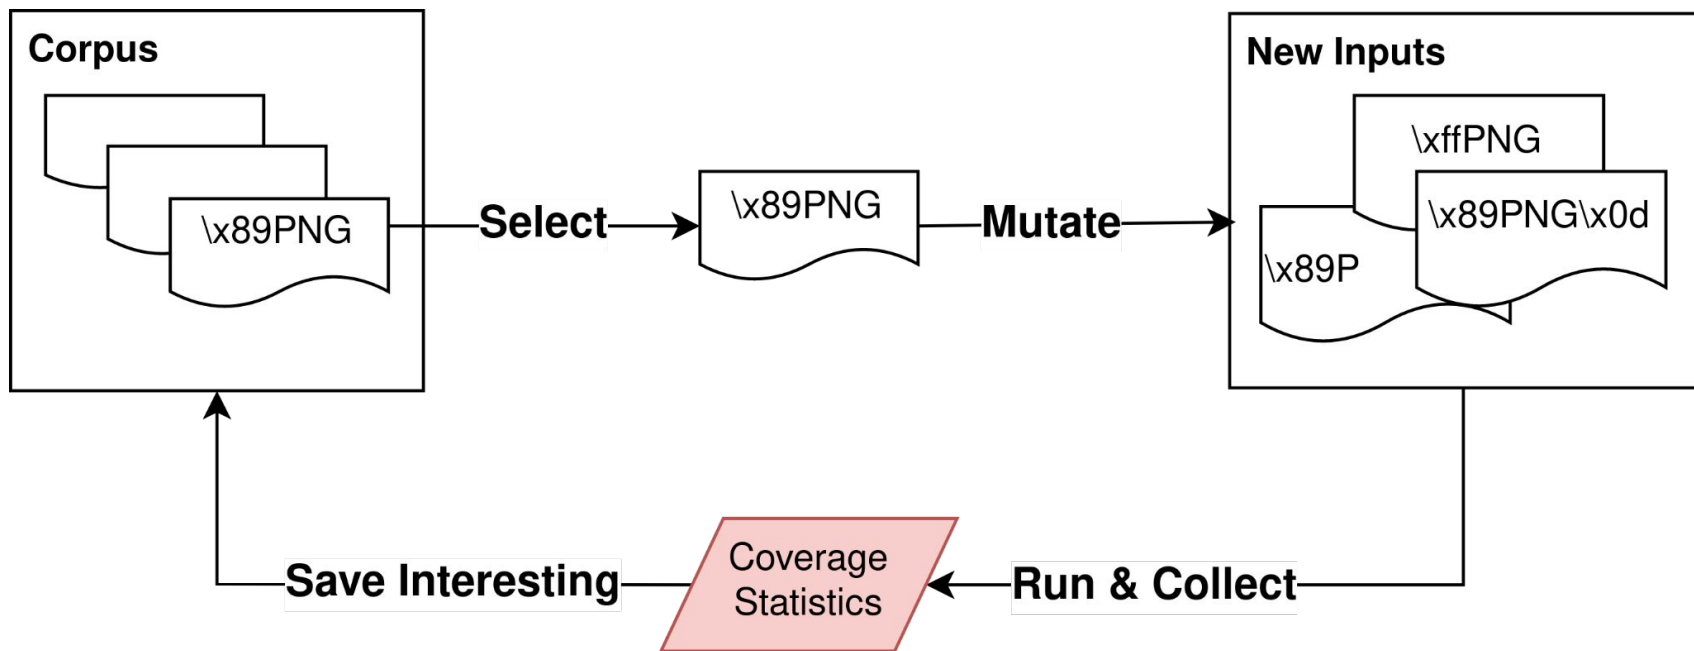 Corpus
\x89PNG
Select
\x89PNG
Mutate
New Inputs
\xffPNG
\x89PNG\x0d
\x89P
Run & Collect
Coverage
Statistics
Save Interesting